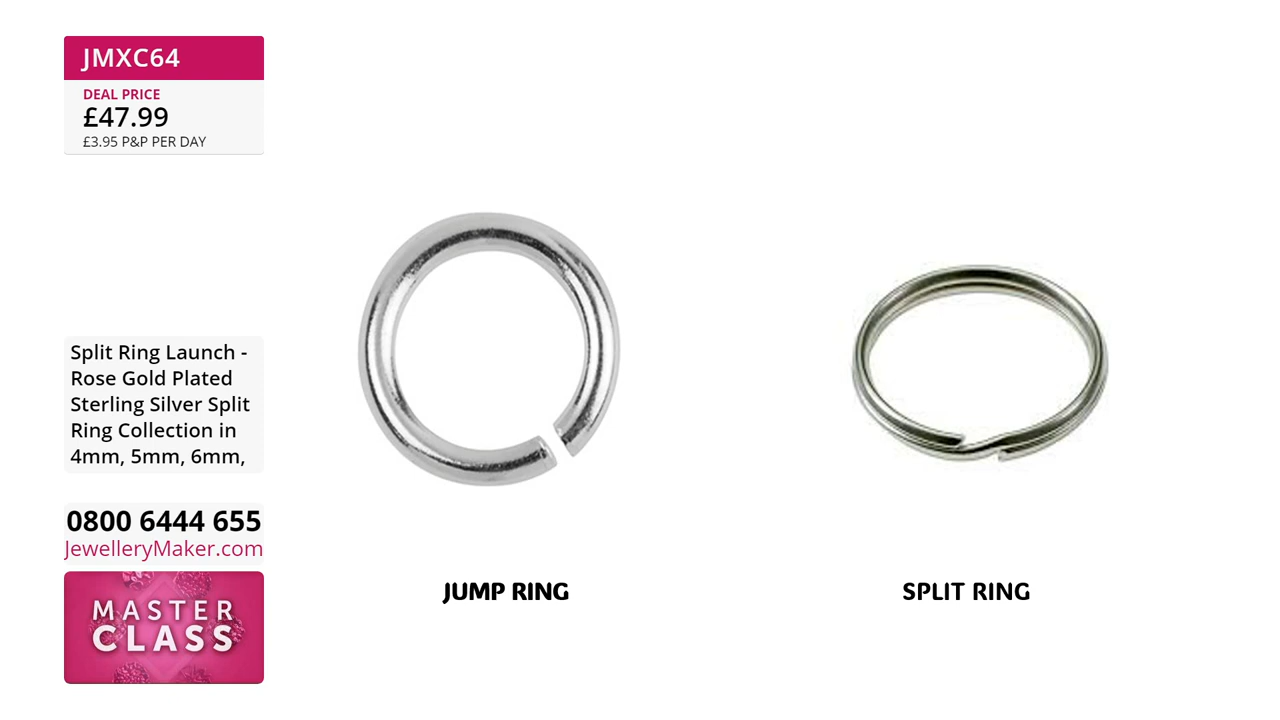 JMXC64
DEAL PRICE
£47.99
£3.95 P&P PER DAY
Split Ring Launch -
Rose Gold Plated
Sterling Silver Split
Ring Collection in
4mm, 5mm, 6mm,
0800 6444 655
JewelleryMaker.com
MASTER
CLASS
JUMP RING
SPLIT RING